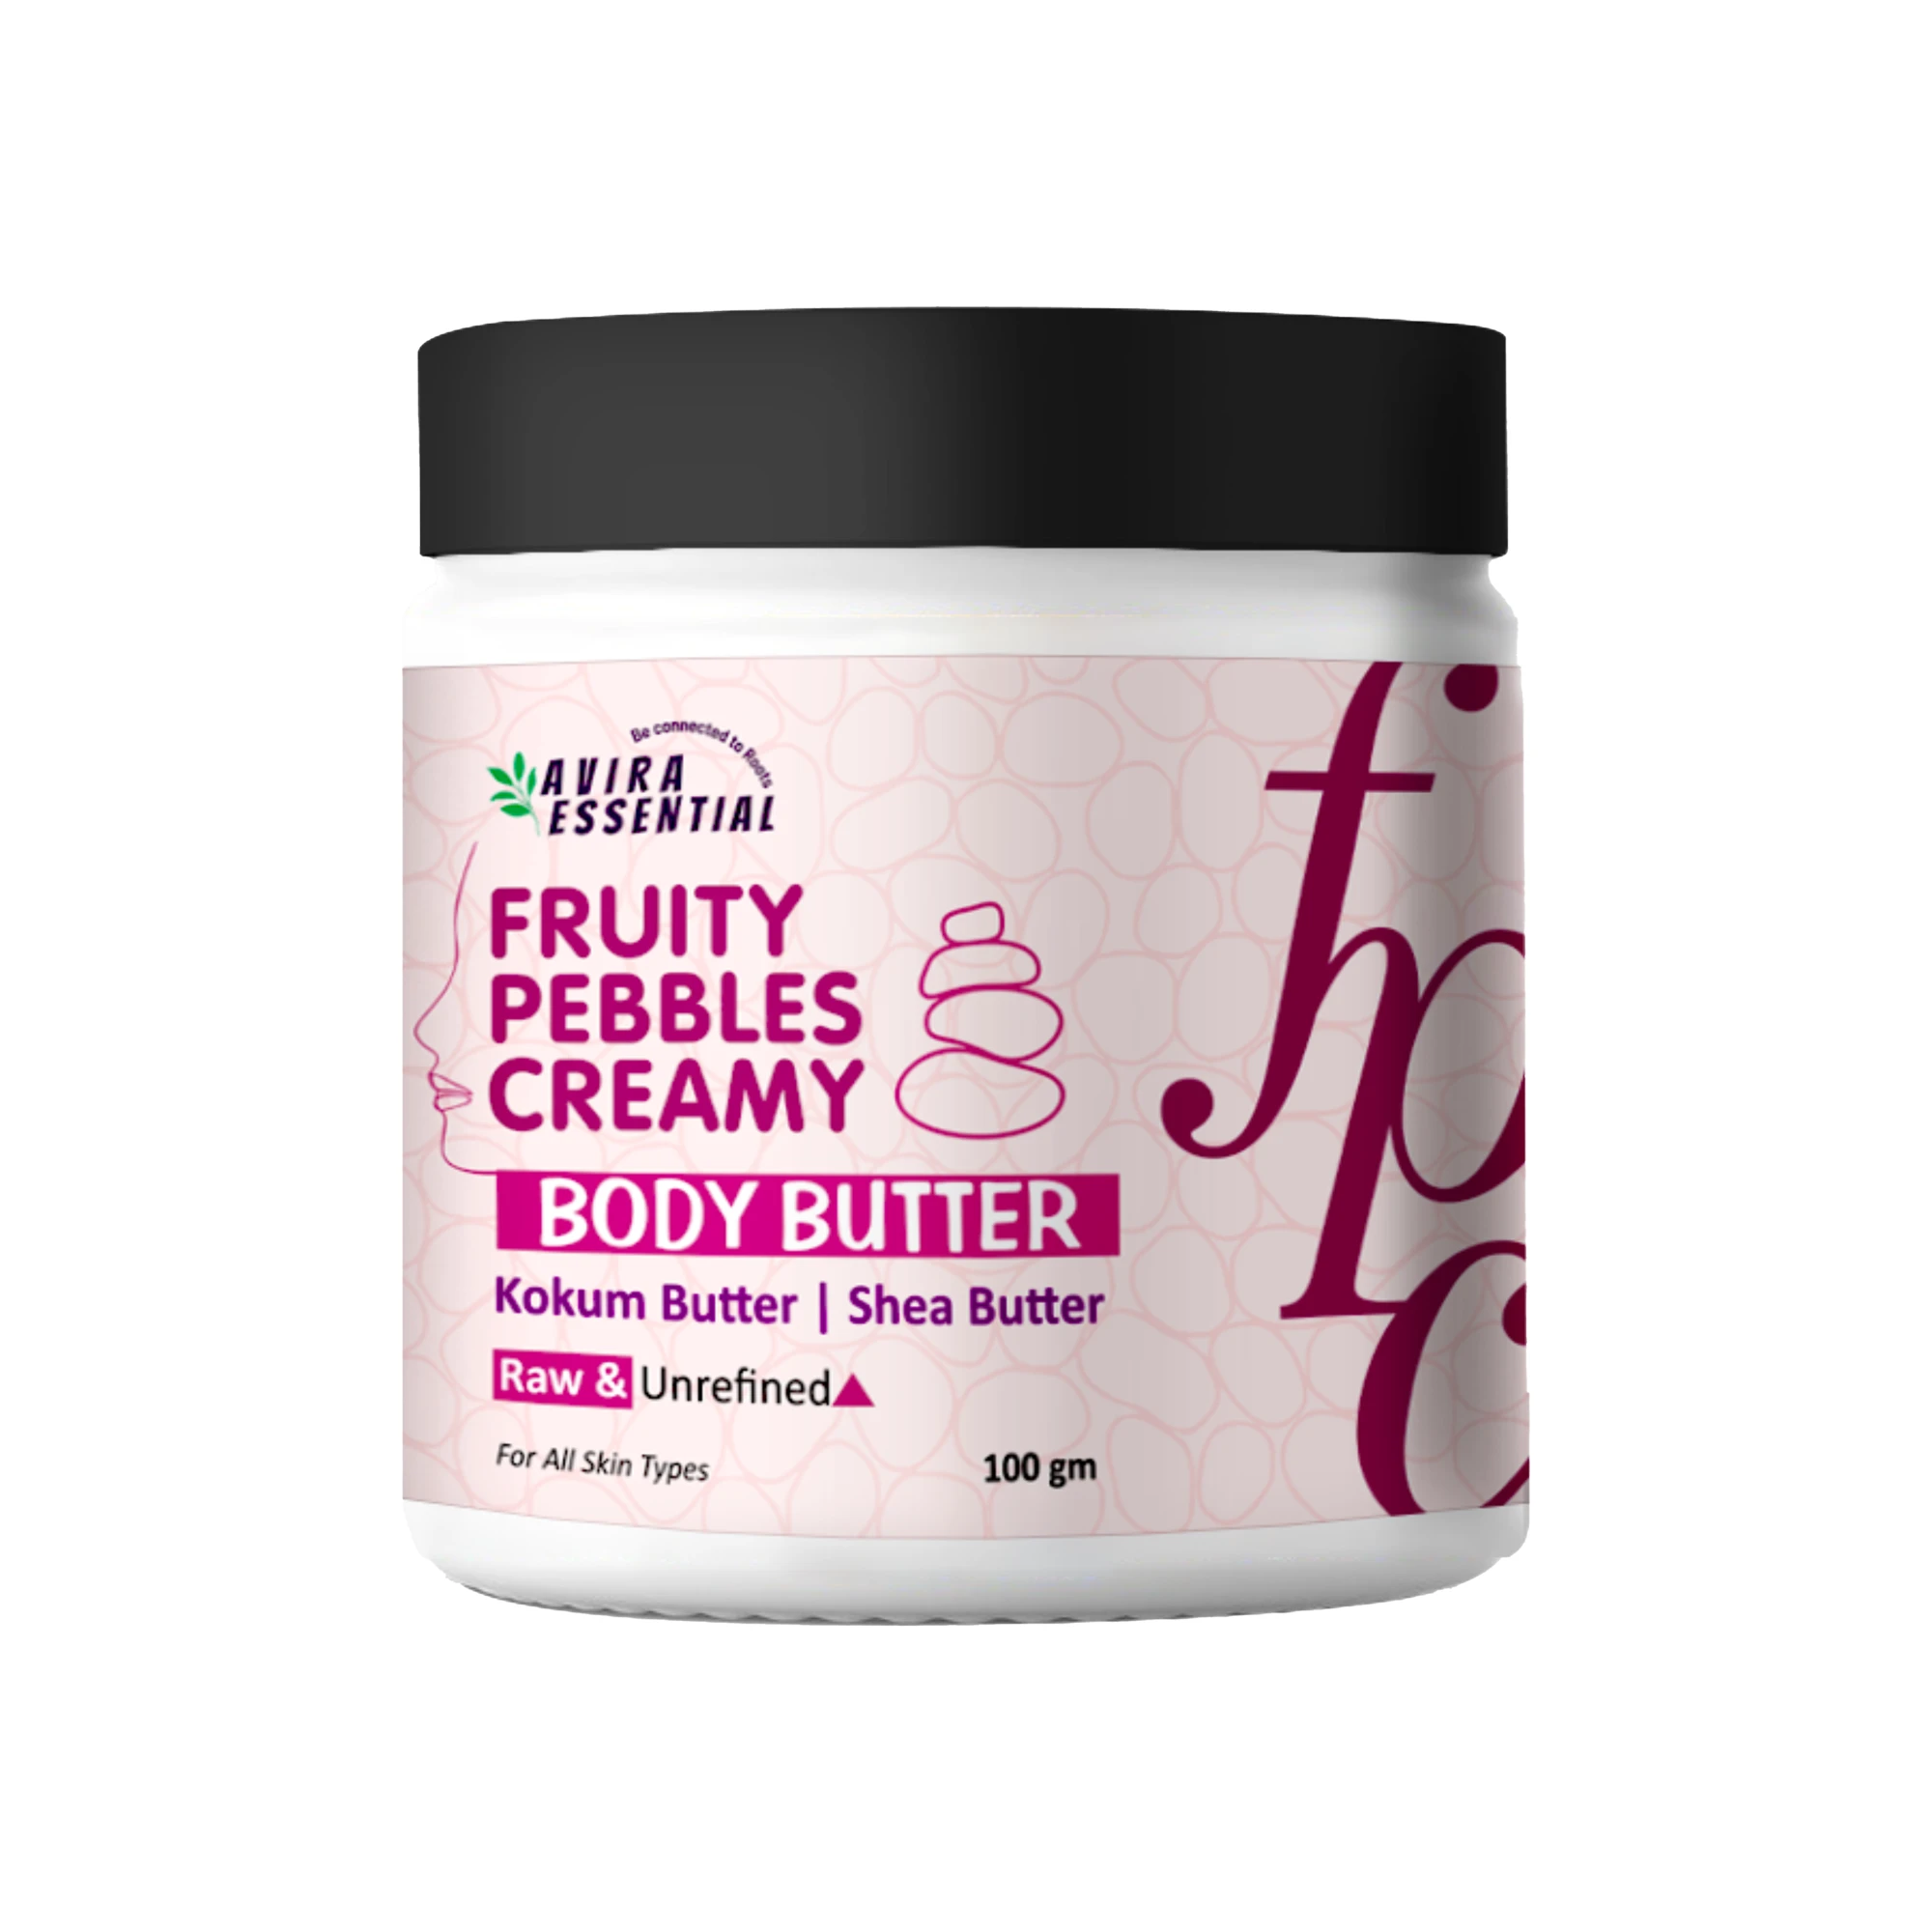 Be connected to Roots
AVIRA
ESSENTIAL
FRUITY
PEBBLES
CREAMY
BODY BUTTER
Kokum Butter | Shea Butter
Raw & Unrefined
For All Skin Types
100 gm
f
p
c